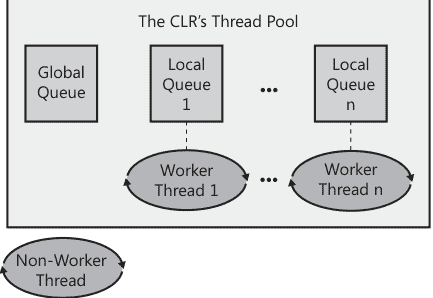 The CLR's Thread Pool
Global
Queue
Local
Queue
1
...
Local
Queue
n
Worker
Thread 1
...
Worker
Thread n
Non-Worker
Thread